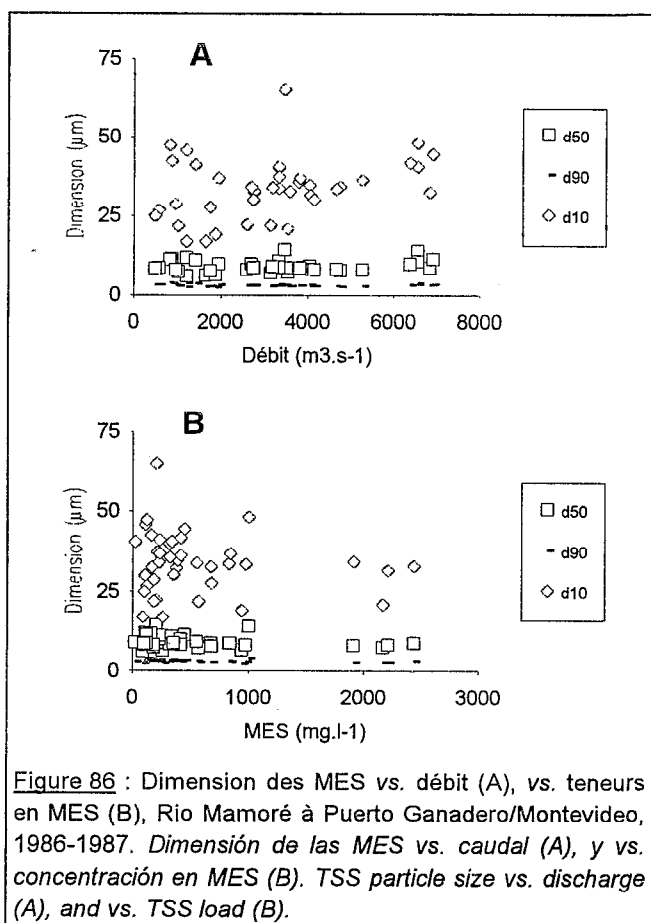 A
75
50
25
0
Dimension (µm)
0 2000 4000 6000 8000
Débit (m3.s-1)
d50
d90
d10
B
75
50
25
0
Dimension (µm)
0 1000 2000 3000
MES (mg.l-1)
d50
d90
d10
Figure 86 : Dimension des MES vs. débit (A), vs. teneurs
en MES (B), Rio Mamoré à Puerto Ganadero/Montevideo,
1986-1987. Dimensión de las MES vs. caudal (A), y vs.
concentración en MES (B). TSS particle size vs. discharge
(A), and vs. TSS load (B).